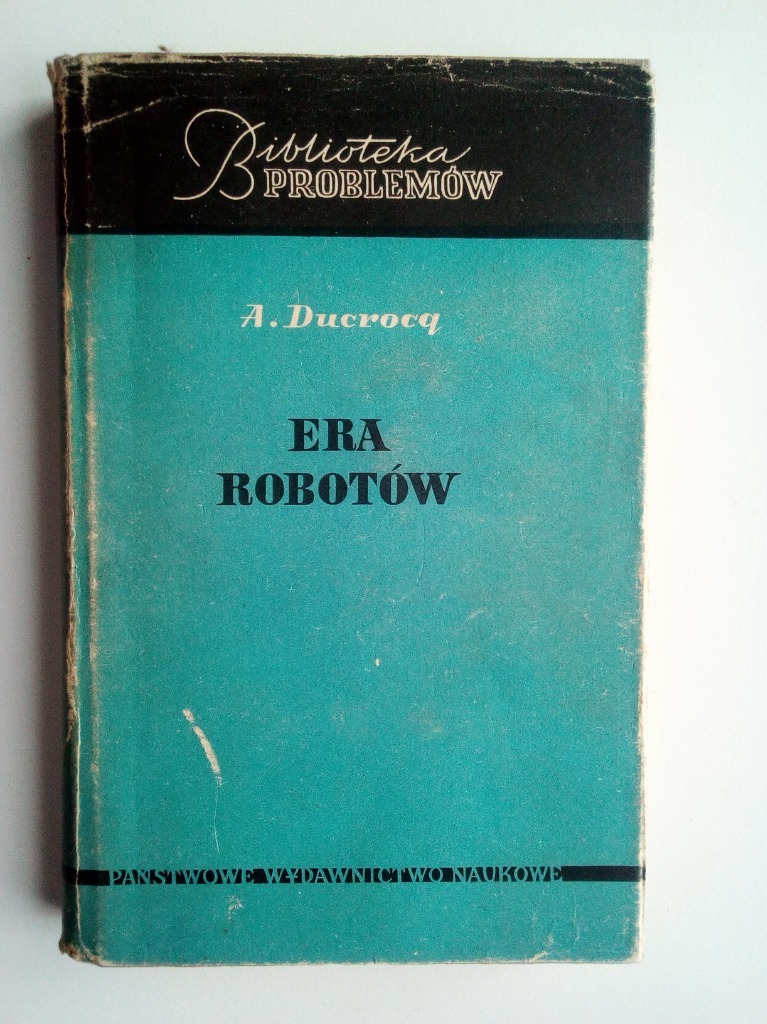 Biblioteka
PROBLEMÓW
A. Ducrocq
ERA
ROBOTÓW
PAŃSTWOWE WYDAWNICTWO NAUKOWE